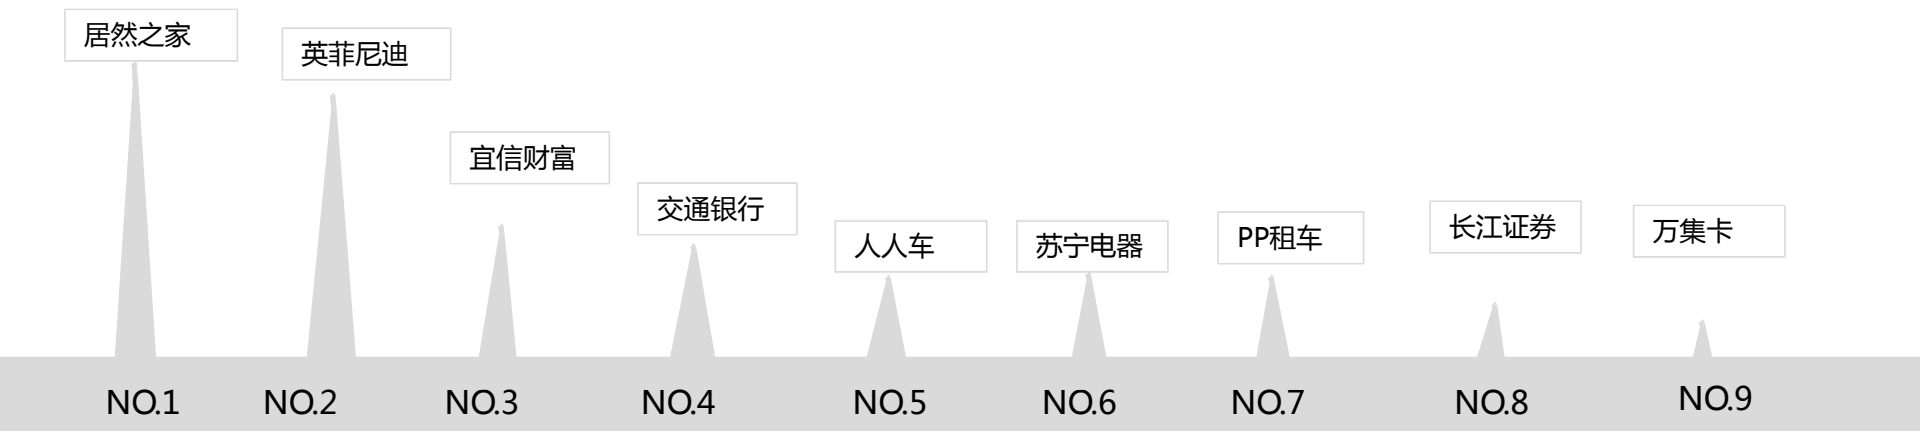 居然之家
英菲尼迪
宜信财富
交通银行
人人车
苏宁电器
PP租车
长江证券
万集卡
NO.1
NO.2
NO.3
NO.4
NO.5
NO.6
NO.7
NO.8
NO.9